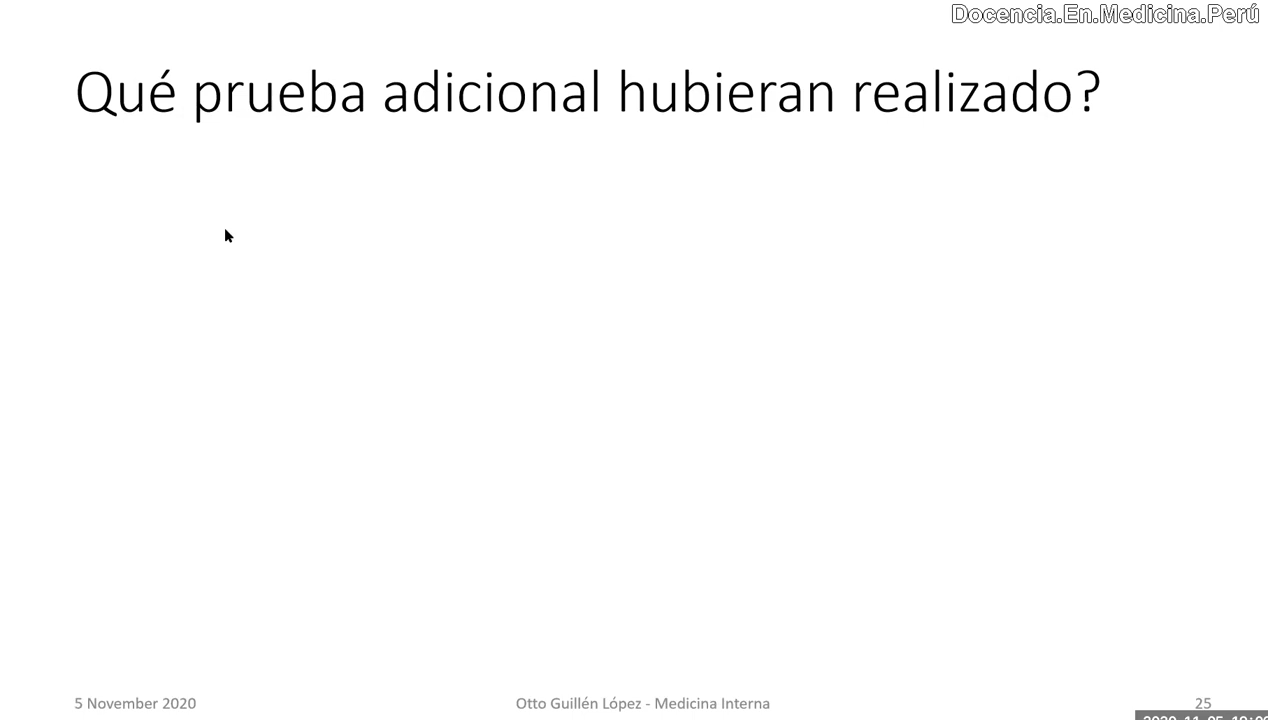 Docencia.En.Medicina.Perú
Qué prueba adicional hubieran realizado?
5 November 2020
Otto Guillén López - Medicina Interna
25